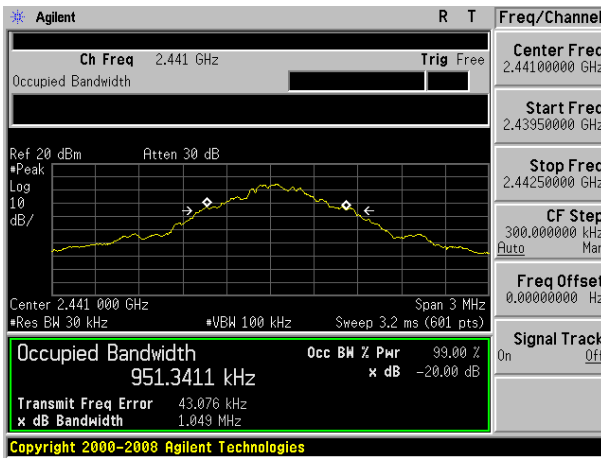 Agilent R T
Ch Freq 2.441 GHz Trig Free
Occupied Bandwidth
Ref 20 dBm Atten 30 dB
#Peak
Log
10
dB/
Center 2.441 000 GHz Span 3 MHz
#Res BW 30 kHz #VBW 100 kHz Sweep 3.2 ms (601 pts)
Occupied Bandwidth Occ BW % Pwr 99.00 %
951.3411 kHz x dB -20.00 dB
Transmit Freq Error 43.076 kHz
x dB Bandwidth 1.049 MHz
Copyright 2000-2008 Agilent Technologies
Freq/Channel
Center Freq
2.44100000 GHz
Start Freq
2.43950000 GHz
Stop Freq
2.44250000 GHz
CF Step
300.000000 kHz
Auto Man
Freq Offset
0.00000000 Hz
Signal Track
On Off